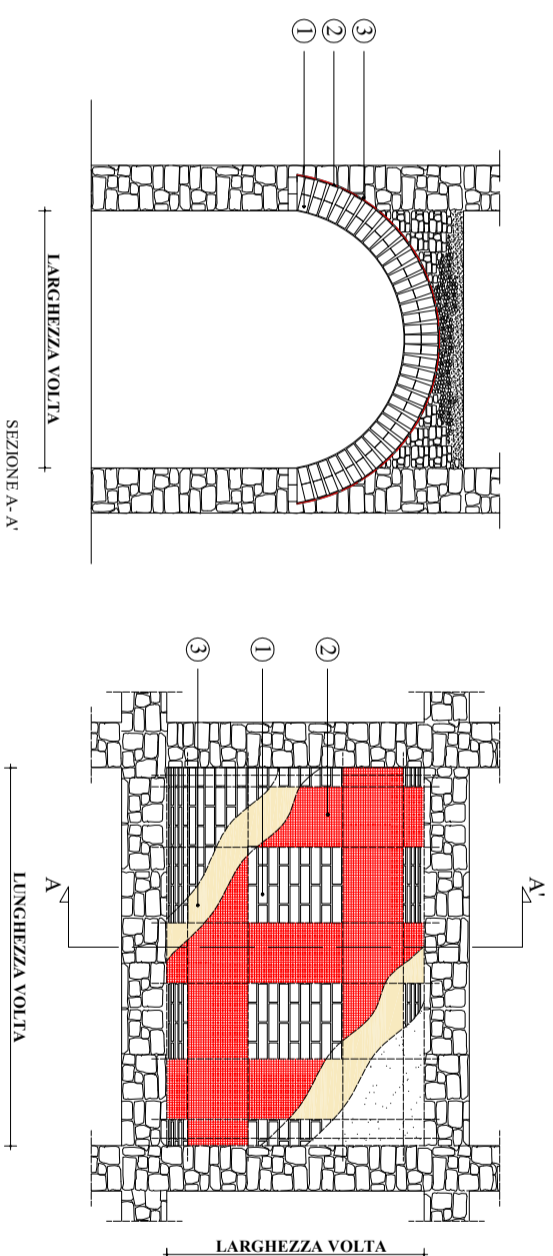 ① ② ③
LARGHEZZA VOLTA
SEZIONE A- A'
③ ① ②
A
A'
LUNGHEZZA VOLTA
LARGHEZZA VOLTA